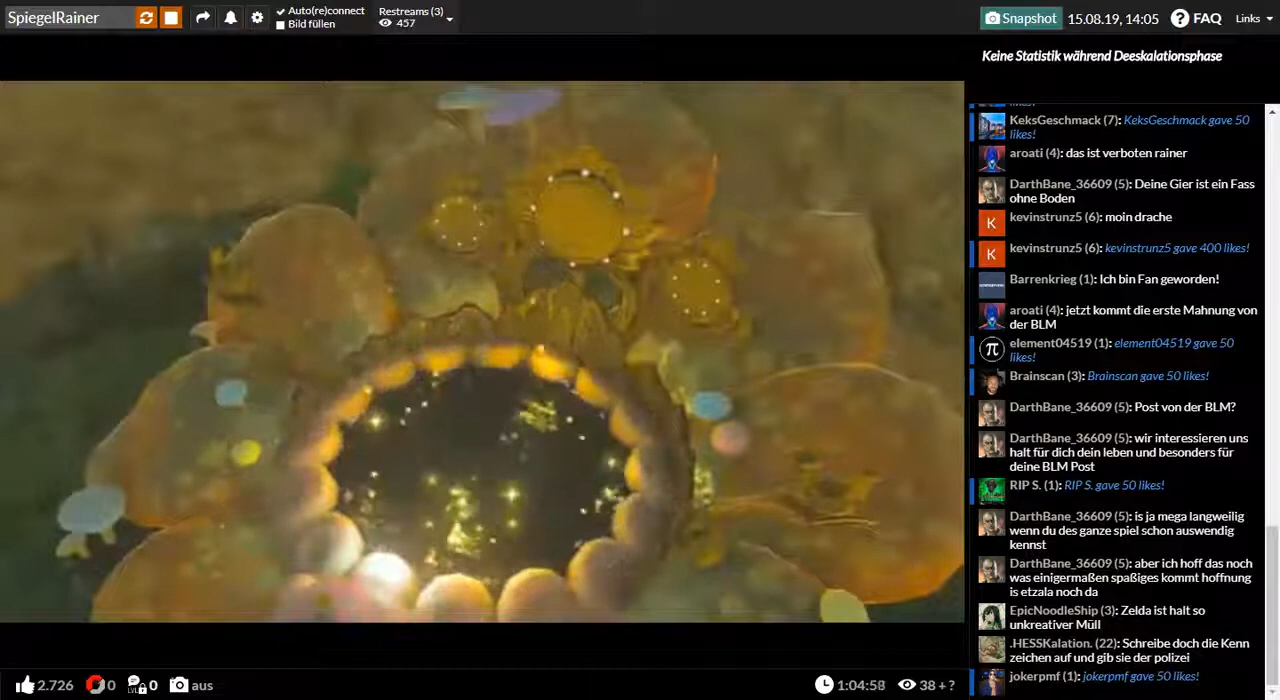 SpiegelRainer
Auto(re)connect
Bild füllen
Restreams (3)
457
Snapshot
15.08.19, 14:05
? FAQ
Links
Keine Statistik während Deeskalationsphase
KeksGeschmack (7): KeksGeschmack gave 50
likes!
aroati (4): das ist verboten rainer
DarthBane_36609 (5): Deine Gier ist ein Fass
ohne Boden
K
kevinstrunz5 (6): moin drache
K
kevinstrunz5 (6): kevinstrunz5 gave 400 likes!
Barrenkrieg (1): Ich bin Fan geworden!
aroati (4): jetzt kommt die erste Mahnung von
der BLM
π
element04519 (1): element04519 gave 50
likes!
Brainscan (3): Brainscan gave 50 likes!
DarthBane_36609 (5): Post von der BLM?
DarthBane_36609 (5): wir interessieren uns
halt für dich dein leben und besonders für
deine BLM Post
RIP S. (1): RIP S. gave 50 likes!
DarthBane_36609 (5): is ja mega langweilig
wenn du des ganze spiel schon auswendig
kennst
DarthBane_36609 (5): aber ich hoff das noch
was einigermaßen spaßiges kommt hoffnung
is etzala noch da
EpicNoodleShip (3): Zelda ist halt so
unkreativer Müll
.HESSKalation. (22): Schreibe doch die Kenn
zeichen auf und gib sie der polizei
jokerpmf (1): jokerpmf gave 50 likes!
2.726
0
LVL
0
aus
1:04:58
38 + ?